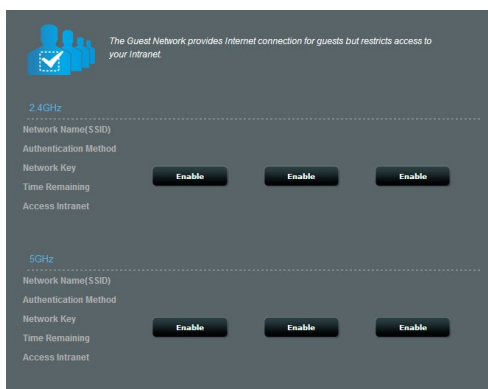 The Guest Network provides Internet connection for guests but restricts access to
your Intranet.
2.4GHz
Network Name(SSID)
Authentication Method
Network Key
Enable Enable Enable
Time Remaining
Access Intranet
5GHz
Network Name(SSID)
Authentication Method
Network Key
Enable Enable Enable
Time Remaining
Access Intranet